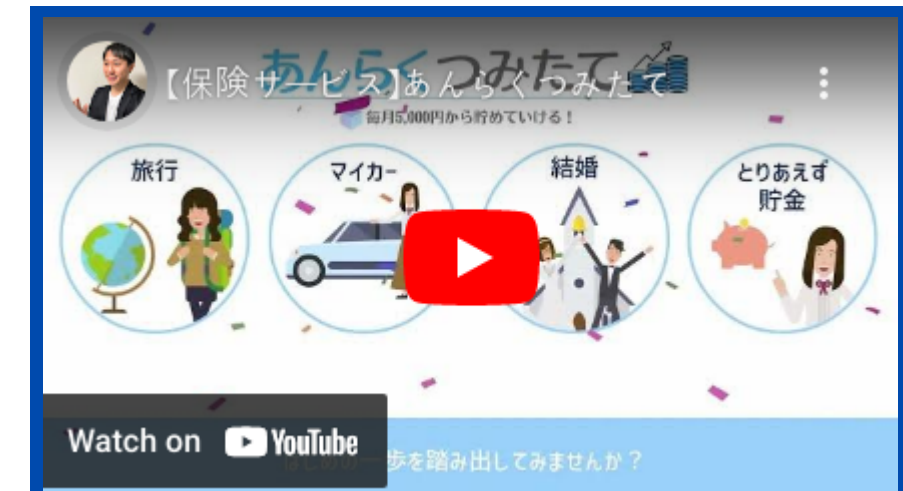 あんらくつみたて
【保険サービス】あんらくつみたて
毎月5,000円から貯めていける！
旅行
マイカー
結婚
とりあえず
貯金
Watch on YouTube
はじめの一歩を踏み出してみませんか？